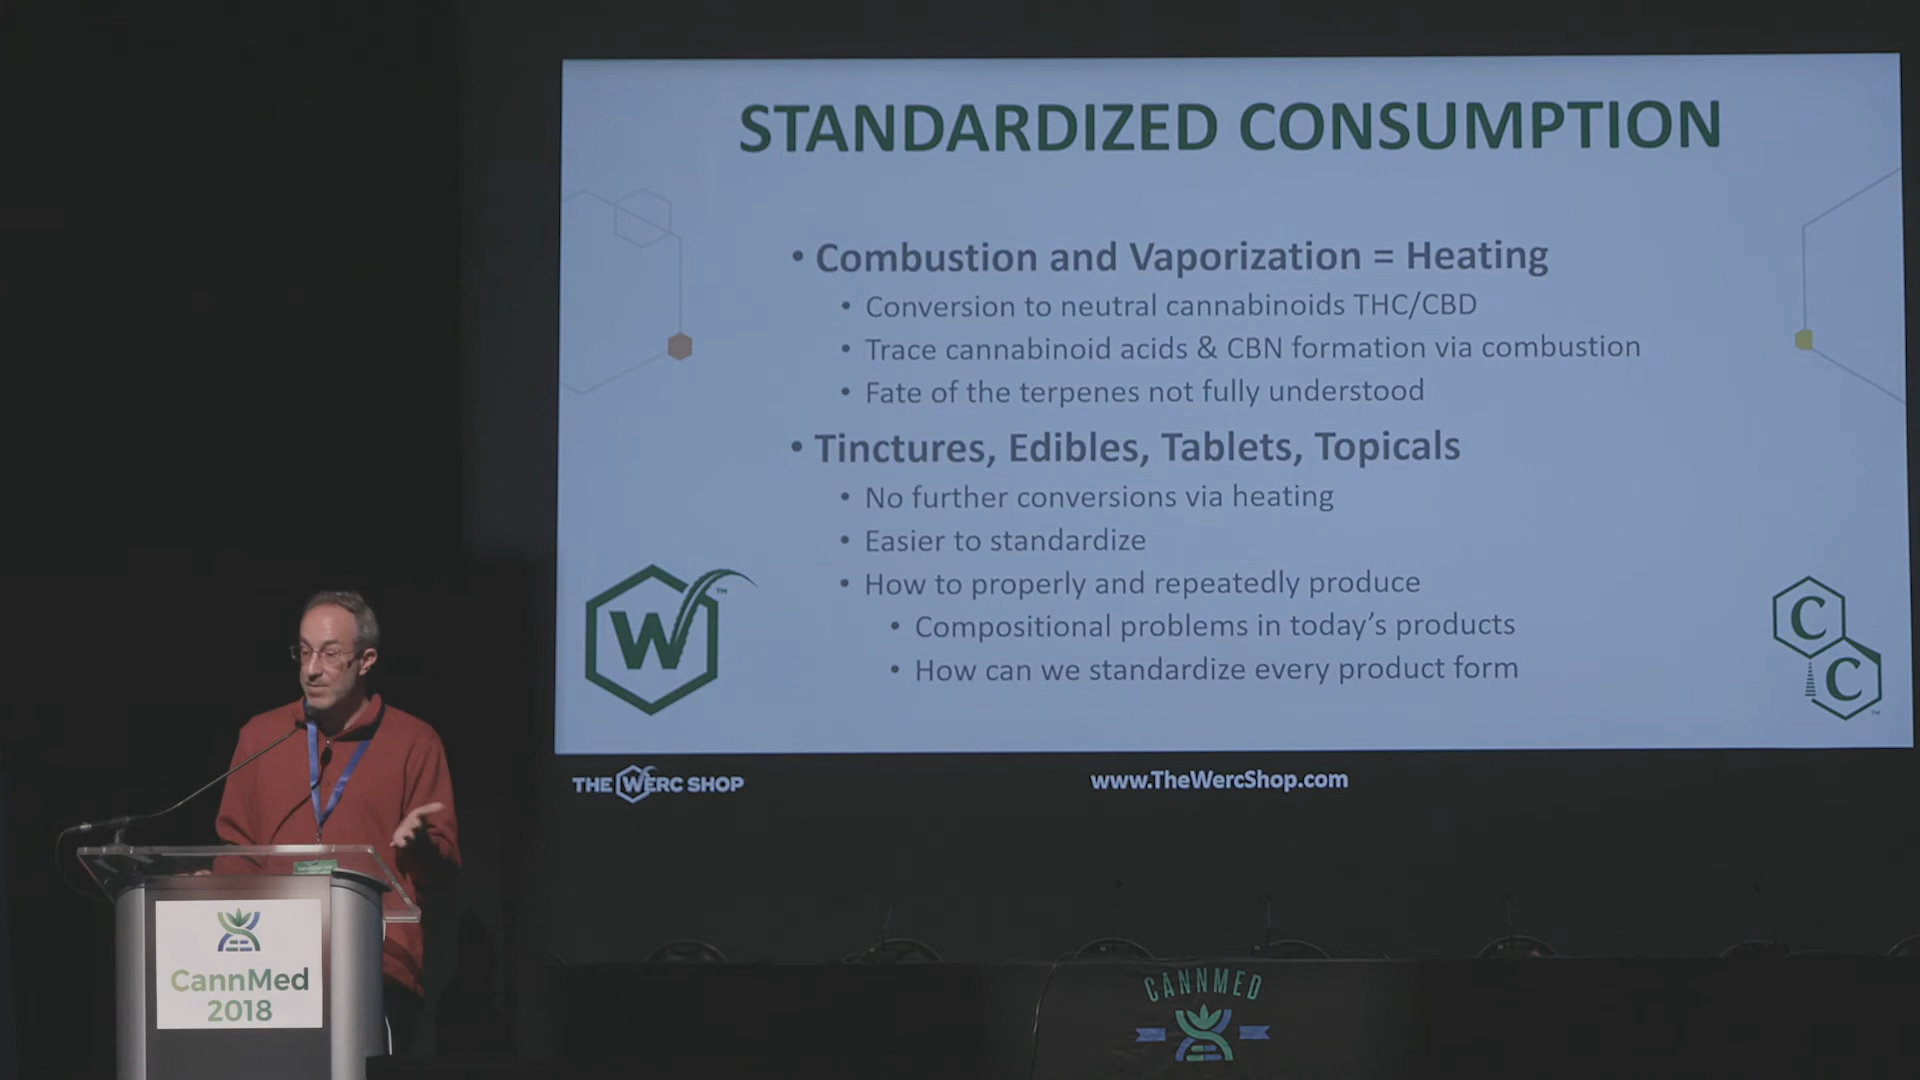 STANDARDIZED CONSUMPTION
• Combustion and Vaporization = Heating
• Conversion to neutral cannabinoids THC/CBD
• Trace cannabinoid acids & CBN formation via combustion
• Fate of the terpenes not fully understood
• Tinctures, Edibles, Tablets, Topicals
• No further conversions via heating
• Easier to standardize
• How to properly and repeatedly produce
• Compositional problems in today's products
• How can we standardize every product form
W
™
C
C
™
THE WERC SHOP
www.TheWercShop.com
CannMed
2018
CANNMED